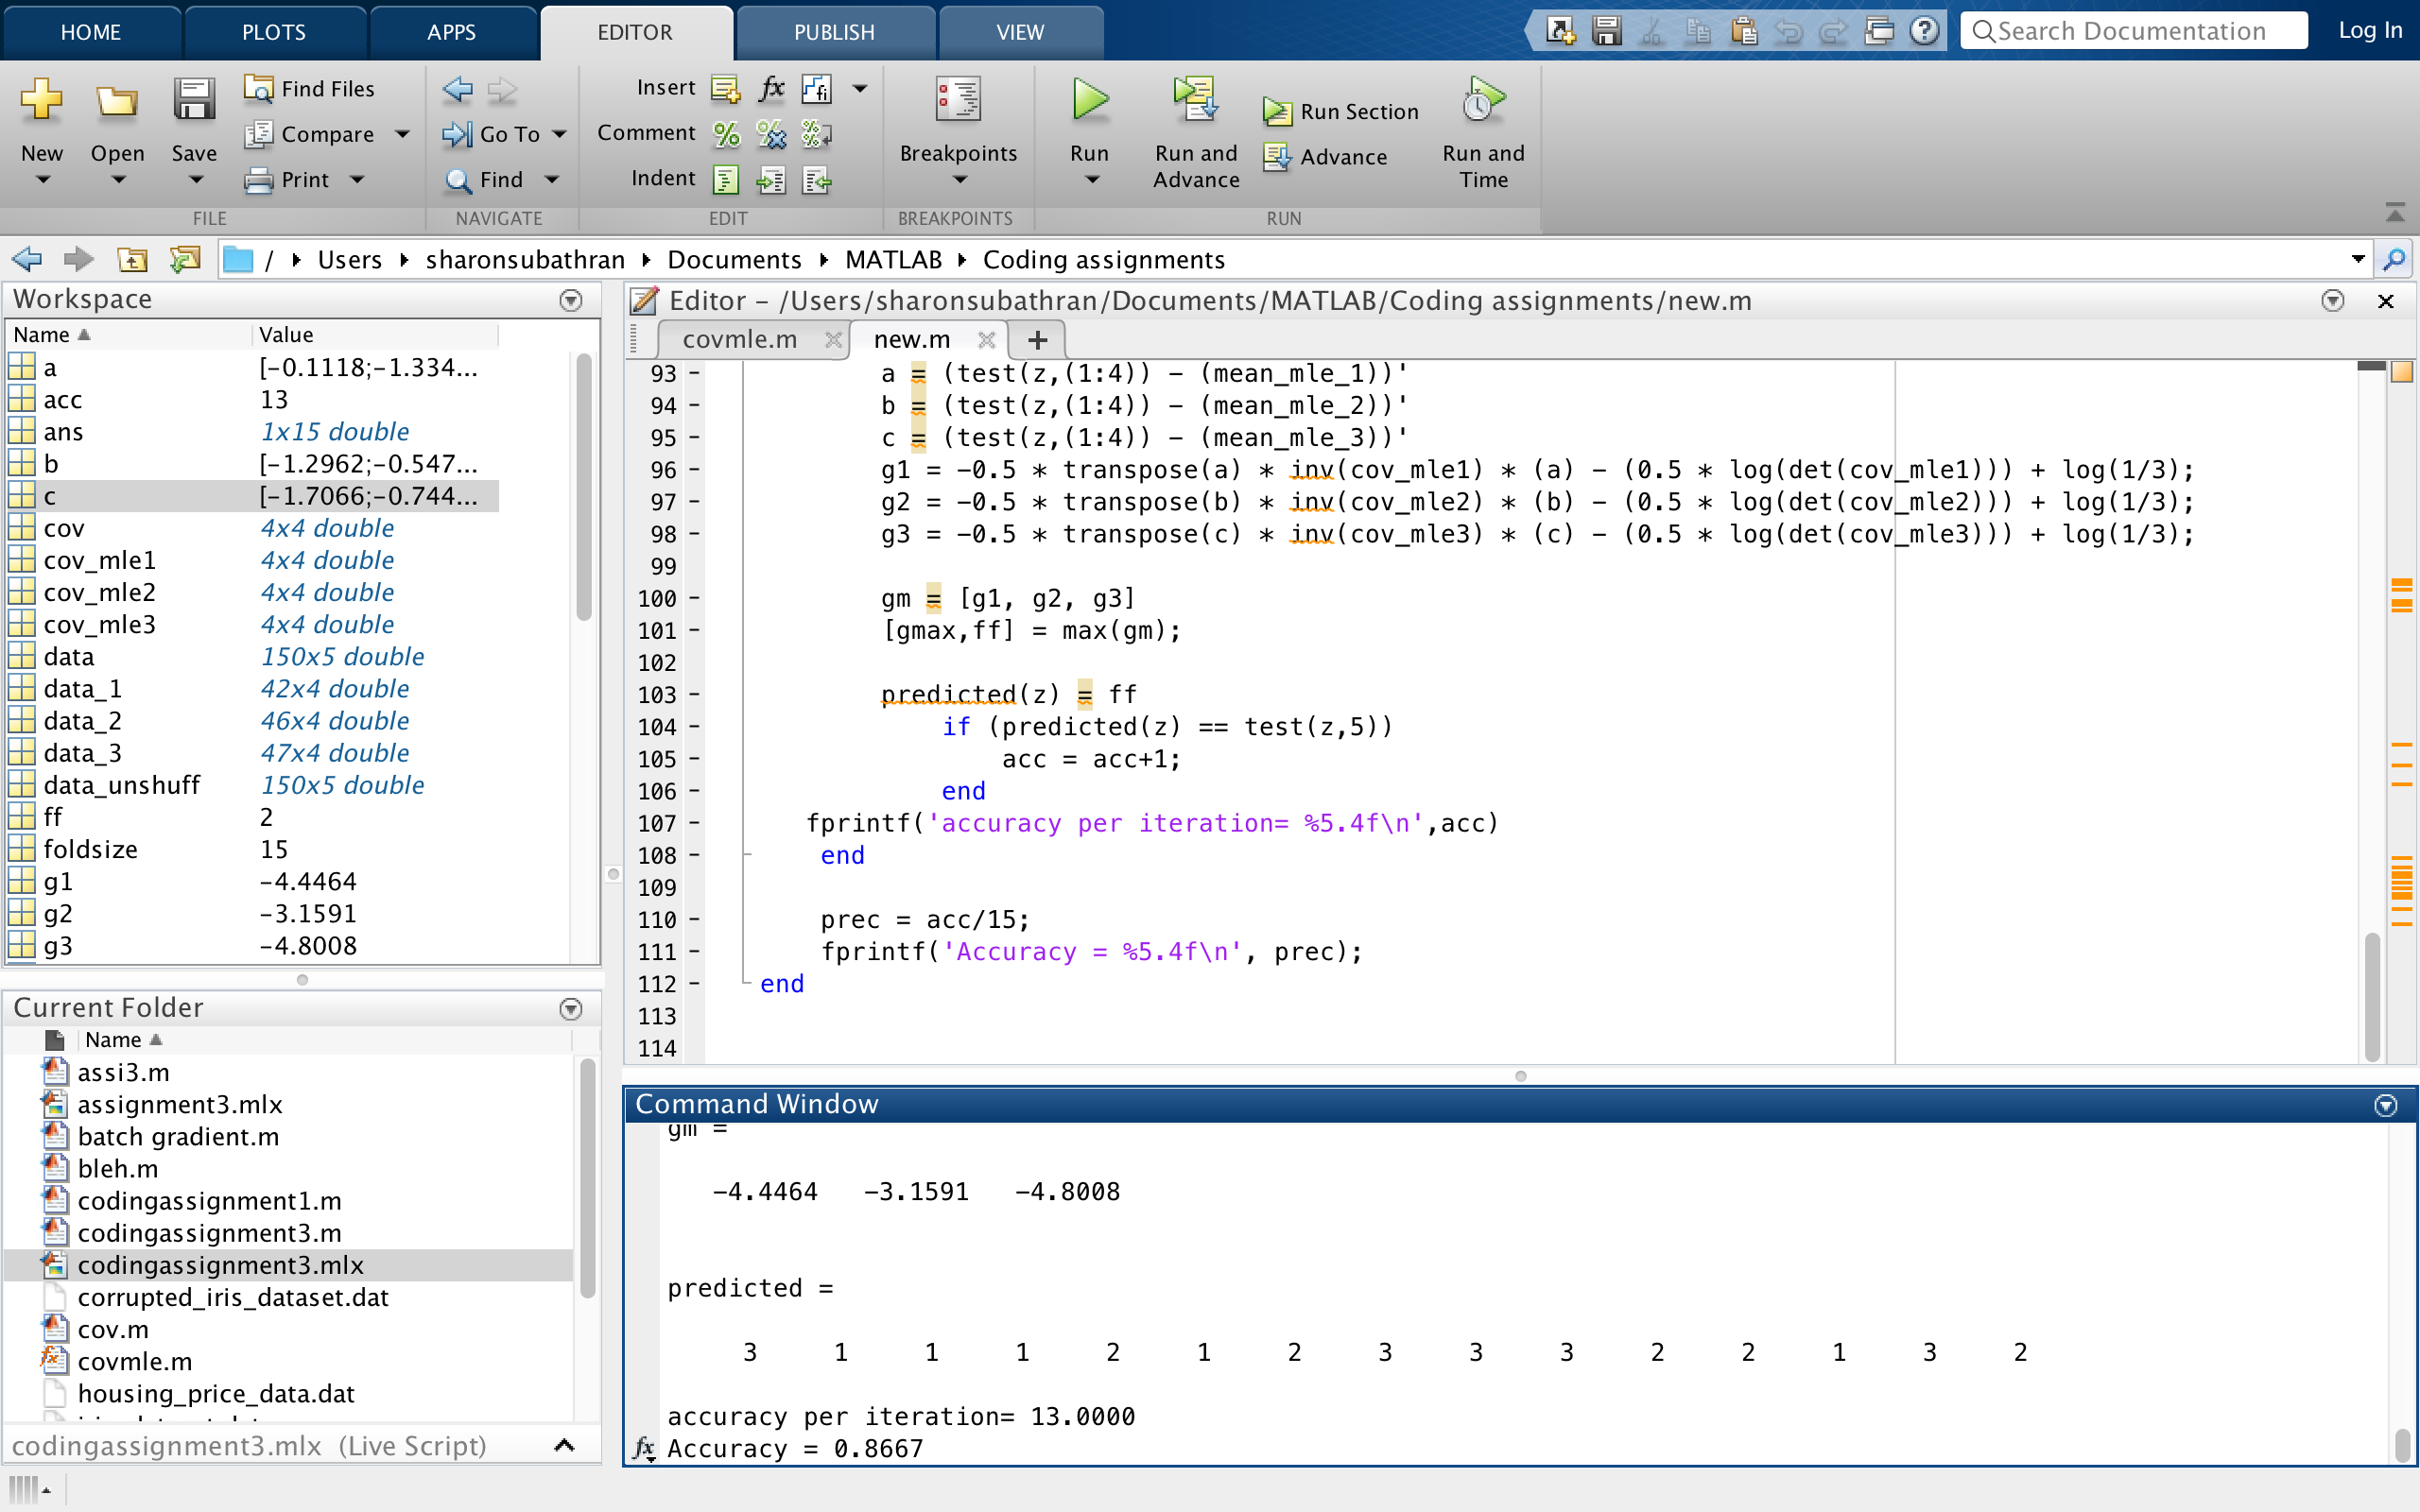 HOME PLOTS APPS EDITOR PUBLISH VIEW Search Documentation Log In
New Open Save
Find Files
Compare
Print
FILE
Go To
Find
NAVIGATE
Insert fx fi
Comment
Indent
EDIT
Breakpoints
BREAKPOINTS
Run
Run and Advance
Run Section
Advance
Run and Time
RUN
/ Users sharonsubathran Documents MATLAB Coding assignments
Workspace
Name Value
a [-0.1118;-1.334...
acc 13
ans 1x15 double
b [-1.2962;-0.547...
c [-1.7066;-0.744...
cov 4x4 double
cov_mle1 4x4 double
cov_mle2 4x4 double
cov_mle3 4x4 double
data 150x5 double
data_1 42x4 double
data_2 46x4 double
data_3 47x4 double
data_unshuff 150x5 double
ff 2
foldsize 15
g1 -4.4464
g2 -3.1591
g3 -4.8008
Current Folder
Name
assi3.m
assignment3.mlx
batch gradient.m
bleh.m
codingassignment1.m
codingassignment3.m
codingassignment3.mlx
corrupted_iris_dataset.dat
cov.m
covmle.m
housing_price_data.dat
codingassignment3.mlx (Live Script)
Editor - /Users/sharonsubathran/Documents/MATLAB/Coding assignments/new.m
covmle.m new.m +
93 - a = (test(z,(1:4)) - (mean_mle_1))'
94 - b = (test(z,(1:4)) - (mean_mle_2))'
95 - c = (test(z,(1:4)) - (mean_mle_3))'
96 - g1 = -0.5 * transpose(a) * inv(cov_mle1) * (a) - (0.5 * log(det(cov_mle1))) + log(1/3);
97 - g2 = -0.5 * transpose(b) * inv(cov_mle2) * (b) - (0.5 * log(det(cov_mle2))) + log(1/3);
98 - g3 = -0.5 * transpose(c) * inv(cov_mle3) * (c) - (0.5 * log(det(cov_mle3))) + log(1/3);
99
100 - gm = [g1, g2, g3]
101 - [gmax,ff] = max(gm);
102
103 - predicted(z) = ff
104 - if (predicted(z) == test(z,5))
105 - acc = acc+1;
106 - end
107 - fprintf('accuracy per iteration= %5.4f\n',acc)
108 - end
109
110 - prec = acc/15;
111 - fprintf('Accuracy = %5.4f\n', prec);
112 - end
113
114
Command Window
gm =
-4.4464 -3.1591 -4.8008
predicted =
3 1 1 1 2 1 2 3 3 3 2 2 1 3 2
accuracy per iteration= 13.0000
fx Accuracy = 0.8667